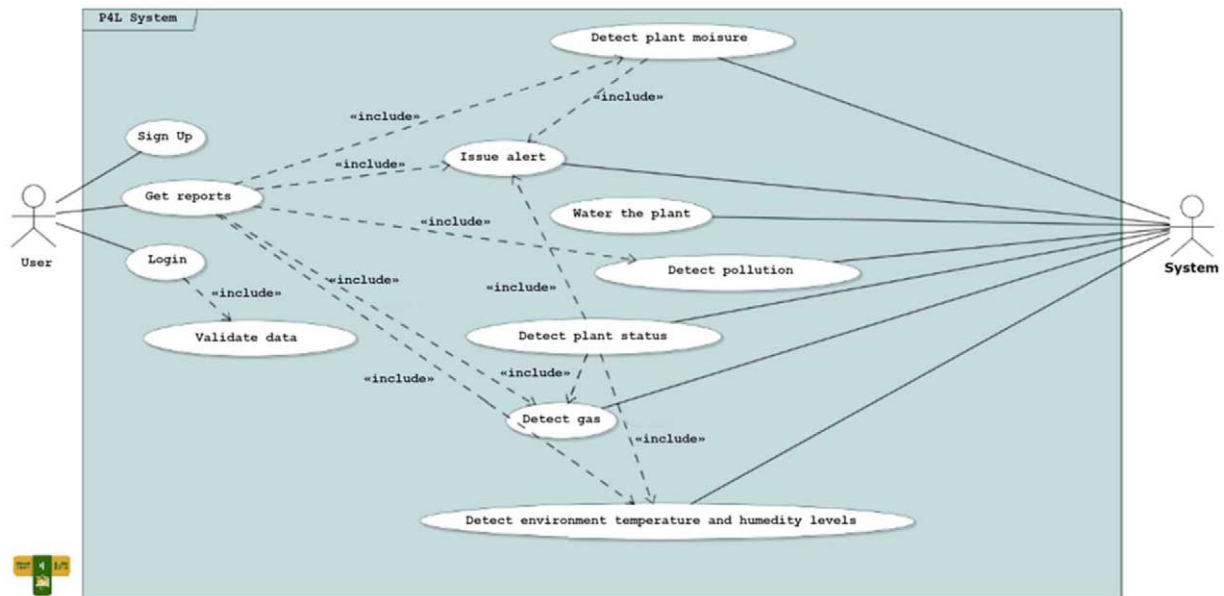 P4L System
Detect plant moisure
«include»
«include»
Sign Up
Issue alert
«include»
Get reports
Water the plant
«include»
User
Login
Detect pollution
System
«include»
«include»
«include»
Validate data
Detect plant status
«include»
«include»
Detect gas
«include»
Detect environment temperature and humedity levels